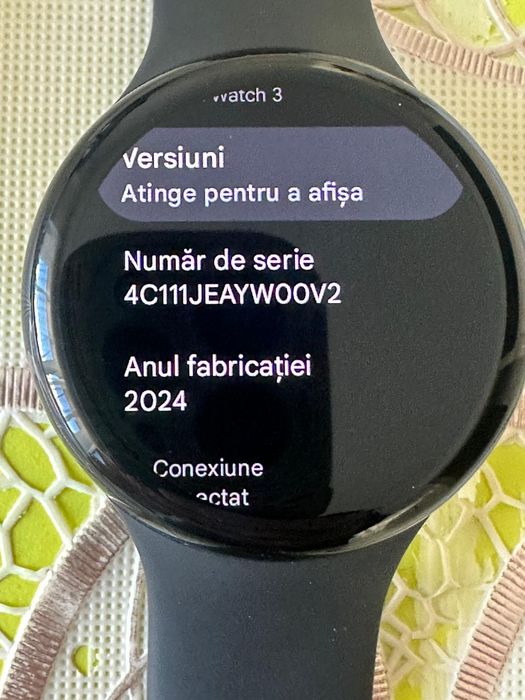 Watch 3
Versiuni
Atinge pentru a afișa
Număr de serie
4C111JEAYW00V2
Anul fabricației
2024
Conexiune